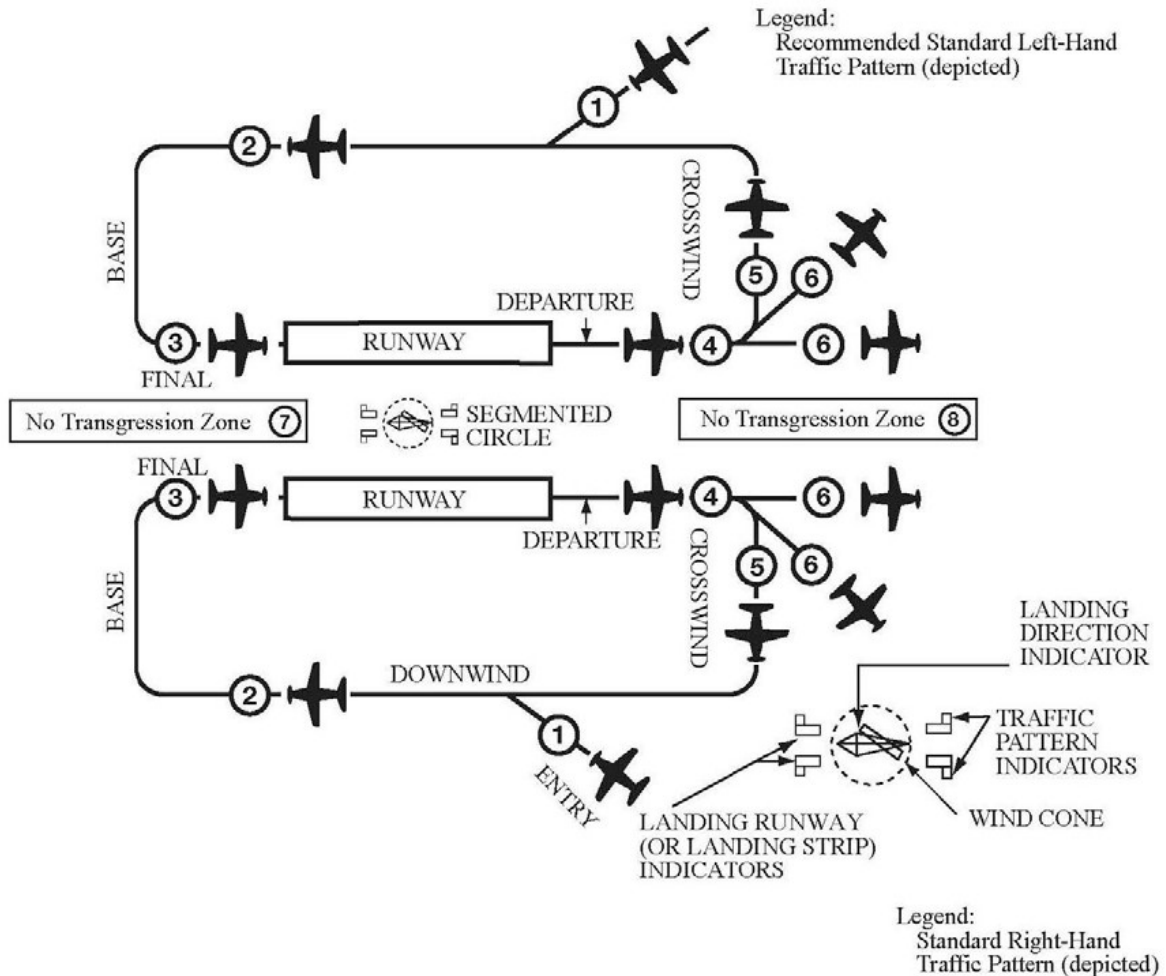 Legend:
Recommended Standard Left-Hand
Traffic Pattern (depicted)
1
2
CROSSWIND
BASE
5
6
DEPARTURE
3
RUNWAY
4
6
FINAL
No Transgression Zone 7
SEGMENTED
CIRCLE
No Transgression Zone 8
FINAL
3
RUNWAY
4
6
DEPARTURE
5
6
BASE
CROSSWIND
LANDING
DIRECTION
INDICATOR
DOWNWIND
2
1
ENTRY
TRAFFIC
PATTERN
INDICATORS
WIND CONE
LANDING RUNWAY
(OR LANDING STRIP)
INDICATORS
Legend:
Standard Right-Hand
Traffic Pattern (depicted)